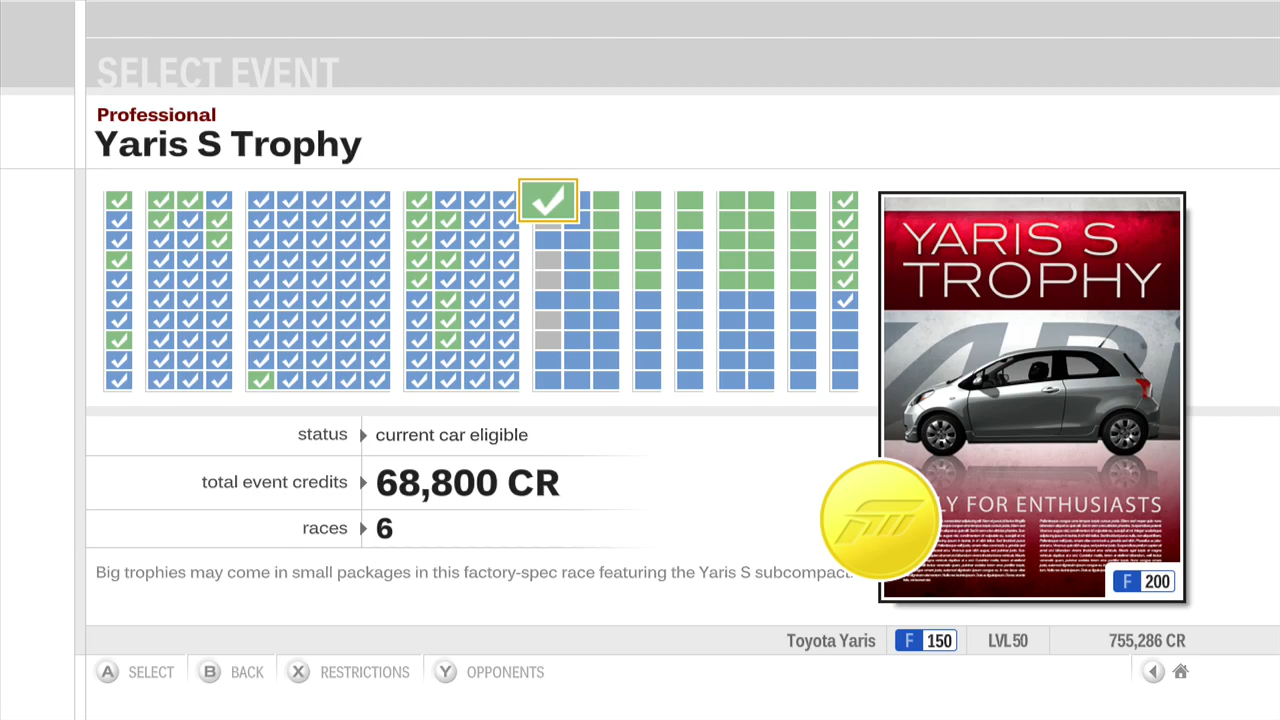 SELECT EVENT
Professional
Yaris S Trophy
YARIS S
TROPHY
LY FOR ENTHUSIASTS
F 200
status
current car eligible
total event credits
68,800 CR
races
6
Big trophies may come in small packages in this factory-spec race featuring the Yaris S subcompact.
Toyota Yaris
F 150
LVL50
755,286 CR
A SELECT
B BACK
X RESTRICTIONS
Y OPPONENTS